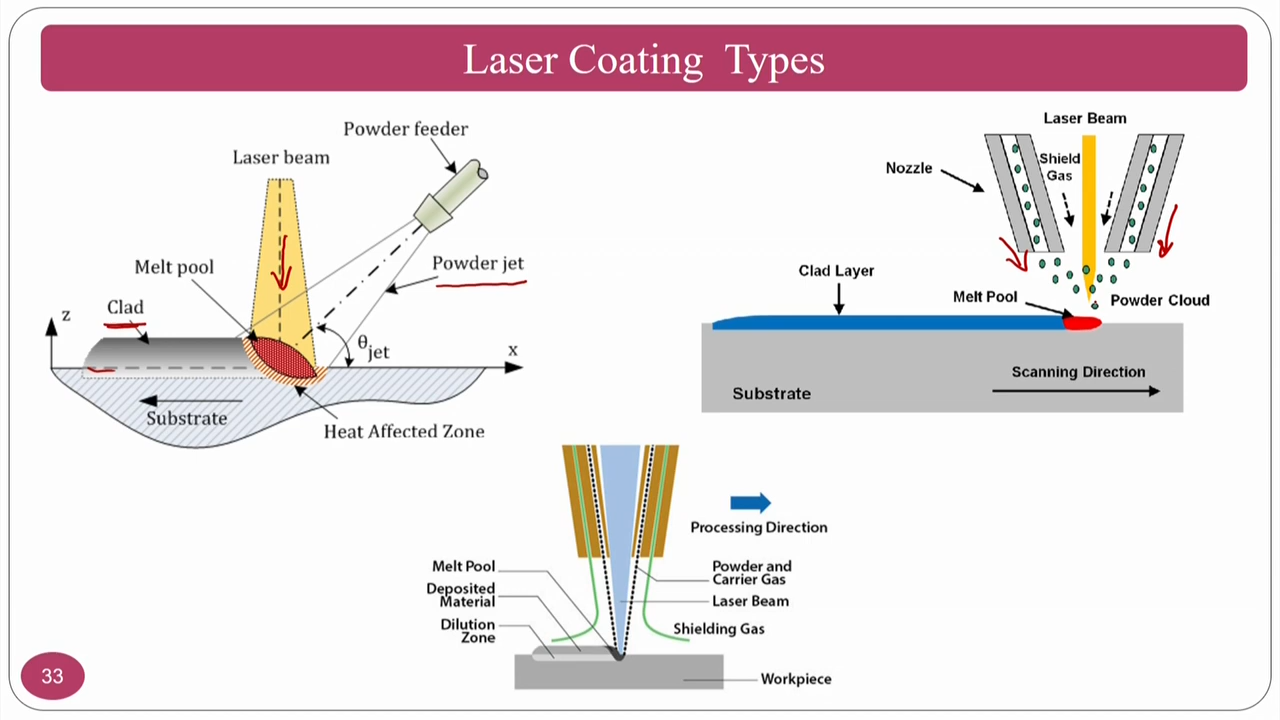 Laser Coating Types
Powder feeder
Laser beam
Melt pool
Powder jet
Clad
z
θjet
x
Substrate
Heat Affected Zone
Laser Beam
Nozzle
Shield
Gas
Clad Layer
Melt Pool
Powder Cloud
Scanning Direction
Substrate
Processing Direction
Melt Pool
Deposited
Material
Dilution
Zone
Powder and
Carrier Gas
Laser Beam
Shielding Gas
Workpiece
33